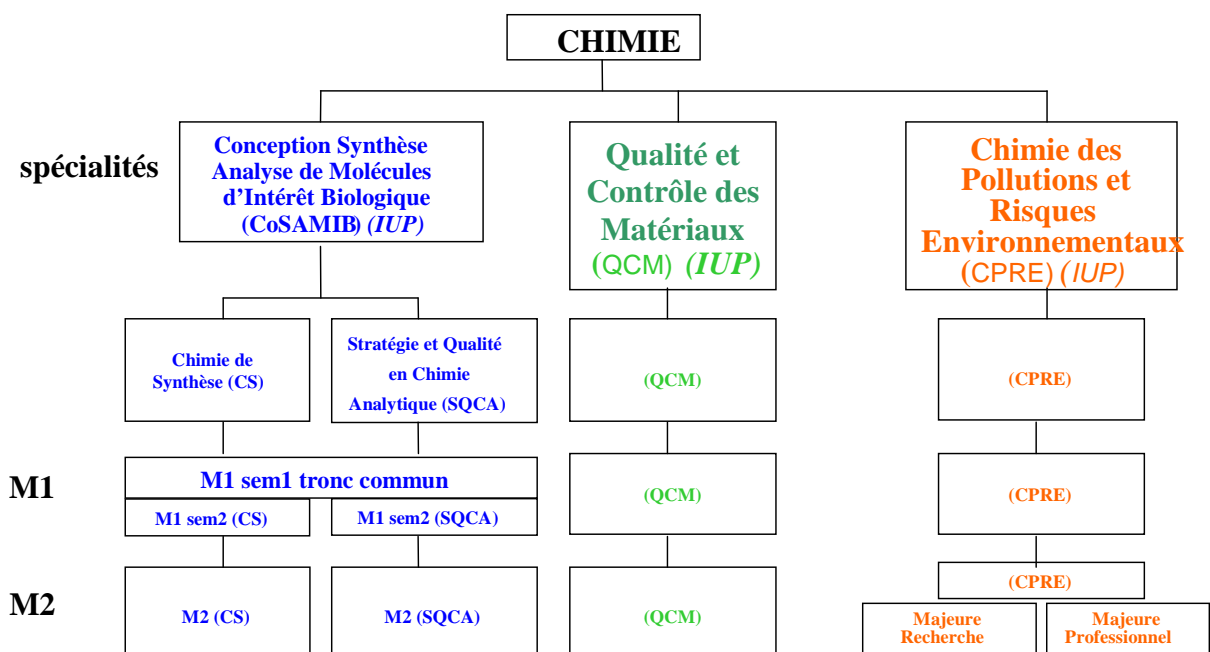 CHIMIE
spécialités
Conception Synthèse
Analyse de Molécules
d’Intérêt Biologique
(CoSAMIB) (IUP)
Qualité et
Contrôle des
Matériaux
(QCM) (IUP)
Chimie des
Pollutions et
Risques
Environnementaux
(CPRE) (IUP)
Chimie de
Synthèse (CS)
Stratégie et Qualité
en Chimie
Analytique (SQCA)
(QCM)
(CPRE)
M1
M1 sem1 tronc commun
M1 sem2 (CS)
M1 sem2 (SQCA)
(QCM)
(CPRE)
M2
M2 (CS)
M2 (SQCA)
(QCM)
(CPRE)
Majeure
Recherche
Majeure
Professionnel